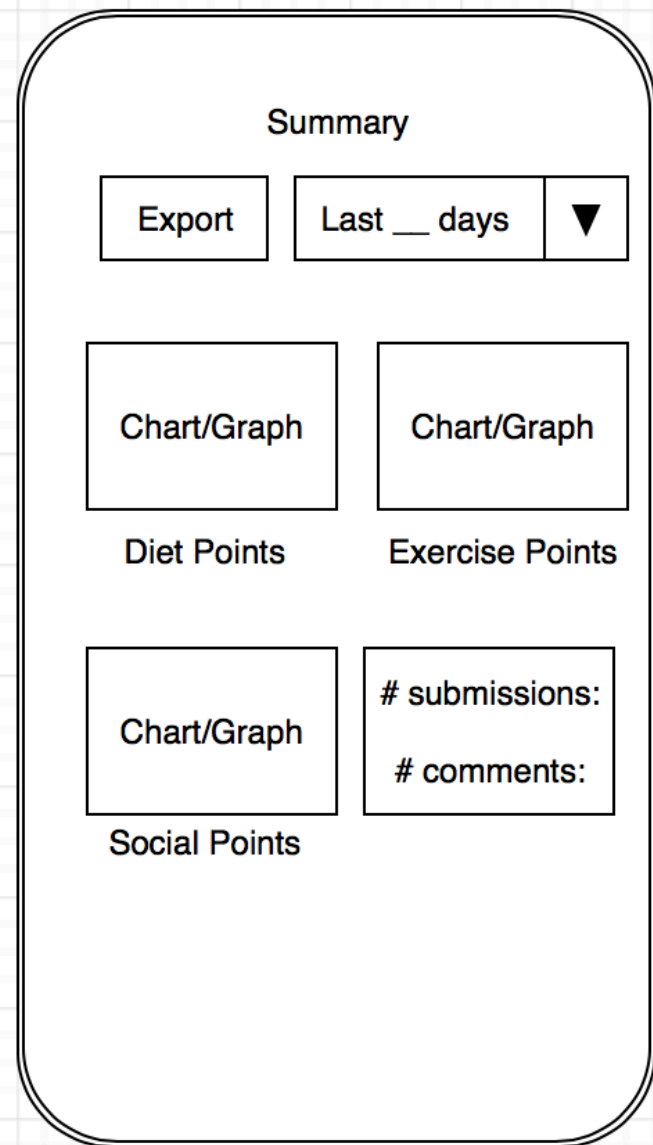 Summary
Export
Last __ days
▼
Chart/Graph
Chart/Graph
Diet Points
Exercise Points
Chart/Graph
# submissions:
# comments:
Social Points